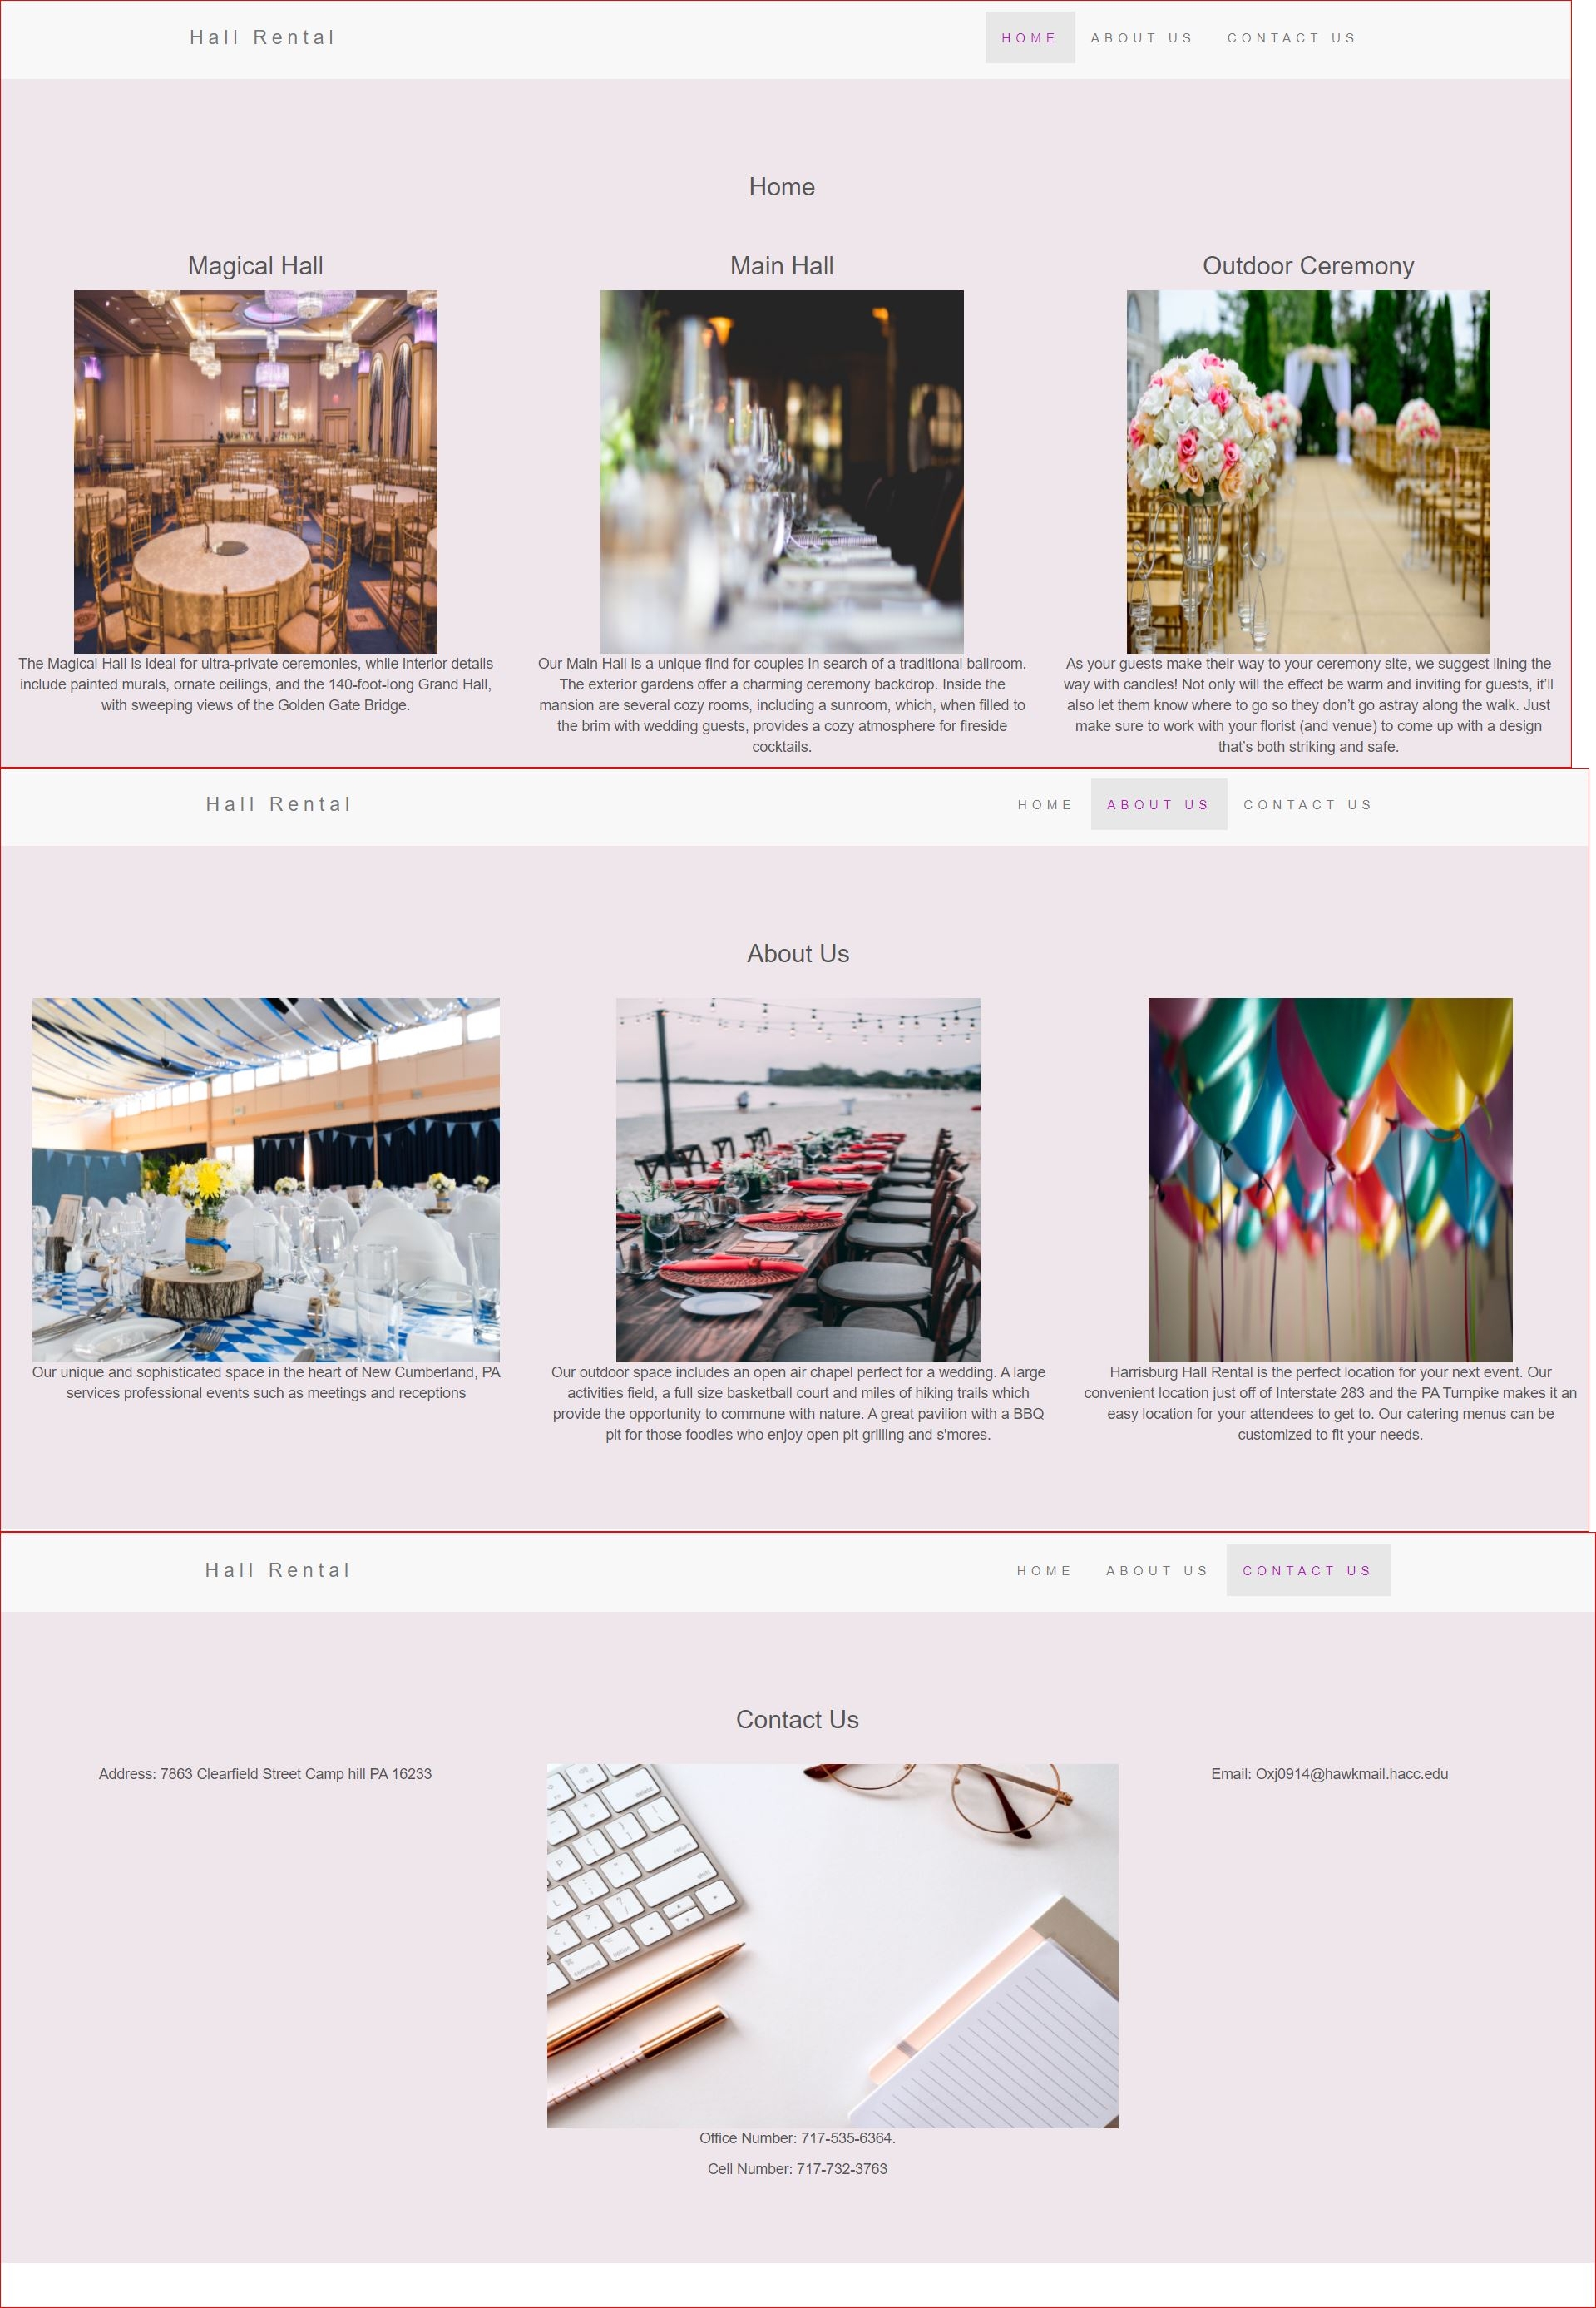 Hall Rental
HOME ABOUT US CONTACT US
Home
Magical Hall
The Magical Hall is ideal for ultra-private ceremonies, while interior details
include painted murals, ornate ceilings, and the 140-foot-long Grand Hall,
with sweeping views of the Golden Gate Bridge.
Main Hall
Our Main Hall is a unique find for couples in search of a traditional ballroom.
The exterior gardens offer a charming ceremony backdrop. Inside the
mansion are several cozy rooms, including a sunroom, which, when filled to
the brim with wedding guests, provides a cozy atmosphere for fireside
cocktails.
Outdoor Ceremony
As your guests make their way to your ceremony site, we suggest lining the
way with candles! Not only will the effect be warm and inviting for guests, it’ll
also let them know where to go so they don’t go astray along the walk. Just
make sure to work with your florist (and venue) to come up with a design
that’s both striking and safe.
Hall Rental
HOME ABOUT US CONTACT US
About Us
Our unique and sophisticated space in the heart of New Cumberland, PA
services professional events such as meetings and receptions
Our outdoor space includes an open air chapel perfect for a wedding. A large
activities field, a full size basketball court and miles of hiking trails which
provide the opportunity to commune with nature. A great pavilion with a BBQ
pit for those foodies who enjoy open pit grilling and s'mores.
Harrisburg Hall Rental is the perfect location for your next event. Our
convenient location just off of Interstate 283 and the PA Turnpike makes it an
easy location for your attendees to get to. Our catering menus can be
customized to fit your needs.
Hall Rental
HOME ABOUT US CONTACT US
Contact Us
Address: 7863 Clearfield Street Camp hill PA 16233
delete
return
shift
option
command
Office Number: 717-535-6364.
Cell Number: 717-732-3763
Email: Oxj0914@hawkmail.hacc.edu